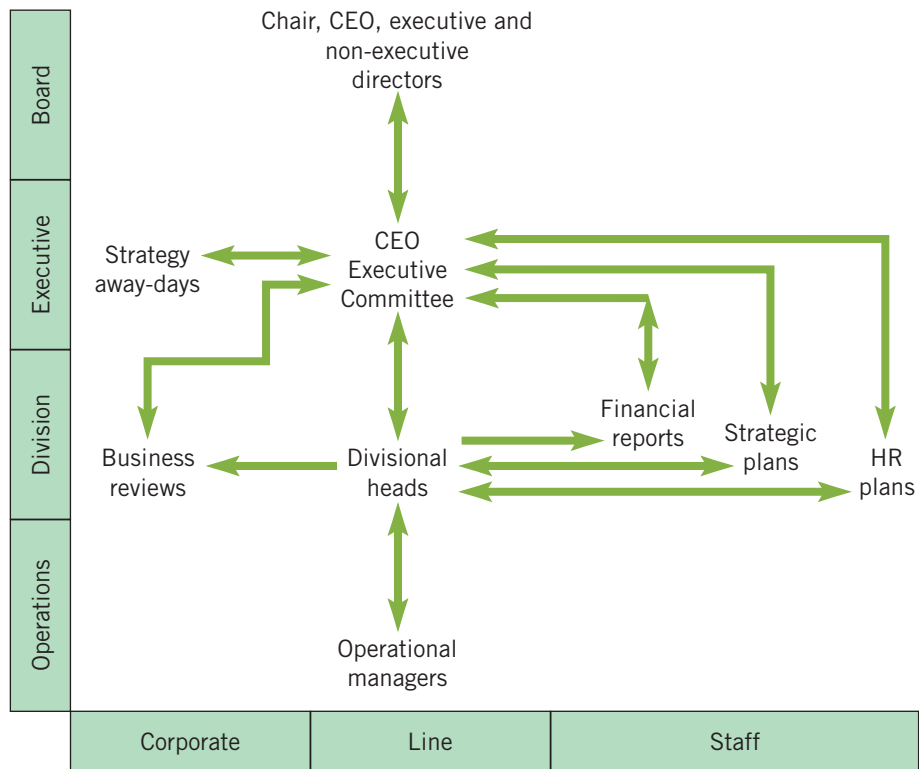 Board
Chair, CEO, executive and
non-executive
directors
Executive
Strategy
away-days
CEO
Executive
Committee
Division
Business
reviews
Divisional
heads
Financial
reports
Strategic
plans
HR
plans
Operations
Operational
managers
Corporate
Line
Staff